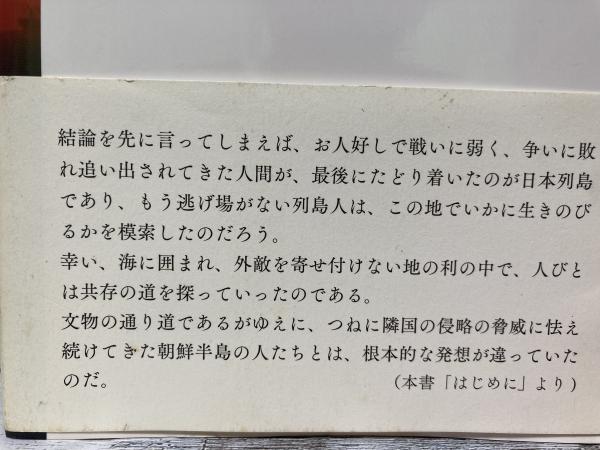 結論を先に言ってしまえば、お人好しで戦いに弱く、争いに敗
れ追い出されてきた人間が、最後にたどり着いたのが日本列島
であり、もう逃げ場がない列島人は、この地でいかに生きのび
るかを模索したのだろう。
幸い、海に囲まれ、外敵を寄せ付けない地の利の中で、人びと
は共存の道を探っていったのである。
文物の通り道であるがゆえに、つねに隣国の侵略の脅威に怯え
続けてきた朝鮮半島の人たちとは、根本的な発想が違っていた
のだ。
（本書「はじめに」より）